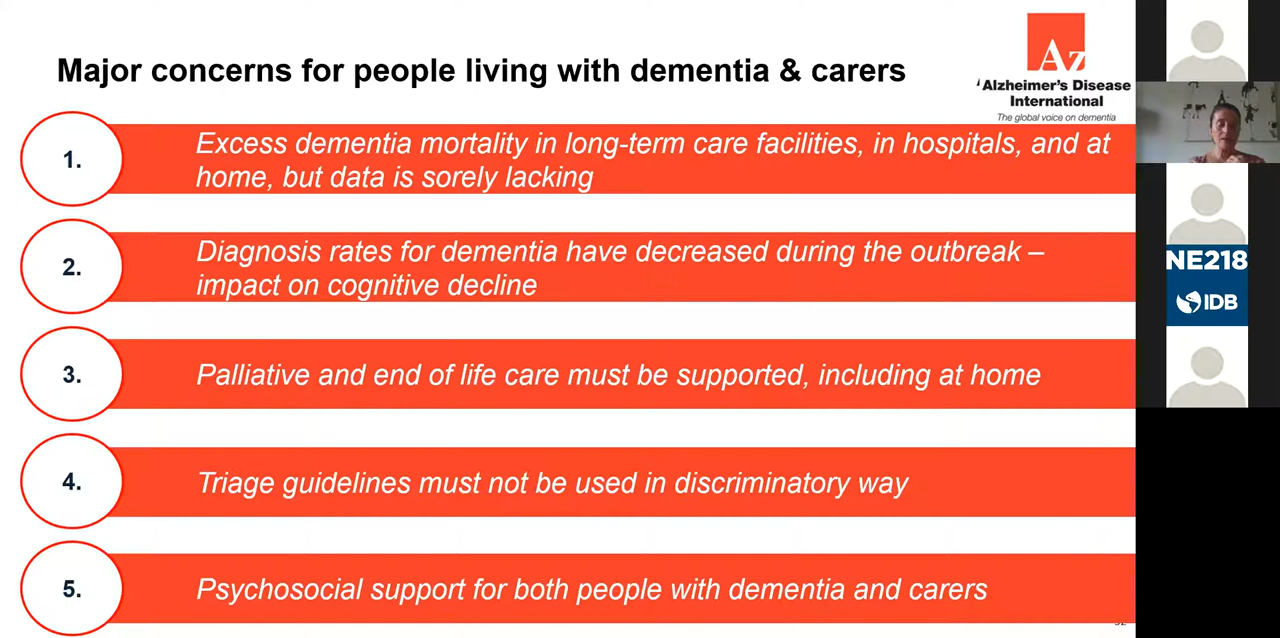 Major concerns for people living with dementia & carers
Az
Alzheimer's Disease
International
The global voice on dementia
1.
Excess dementia mortality in long-term care facilities, in hospitals, and at
home, but data is sorely lacking
2.
Diagnosis rates for dementia have decreased during the outbreak –
impact on cognitive decline
3.
Palliative and end of life care must be supported, including at home
4.
Triage guidelines must not be used in discriminatory way
5.
Psychosocial support for both people with dementia and carers
NE218
IDB